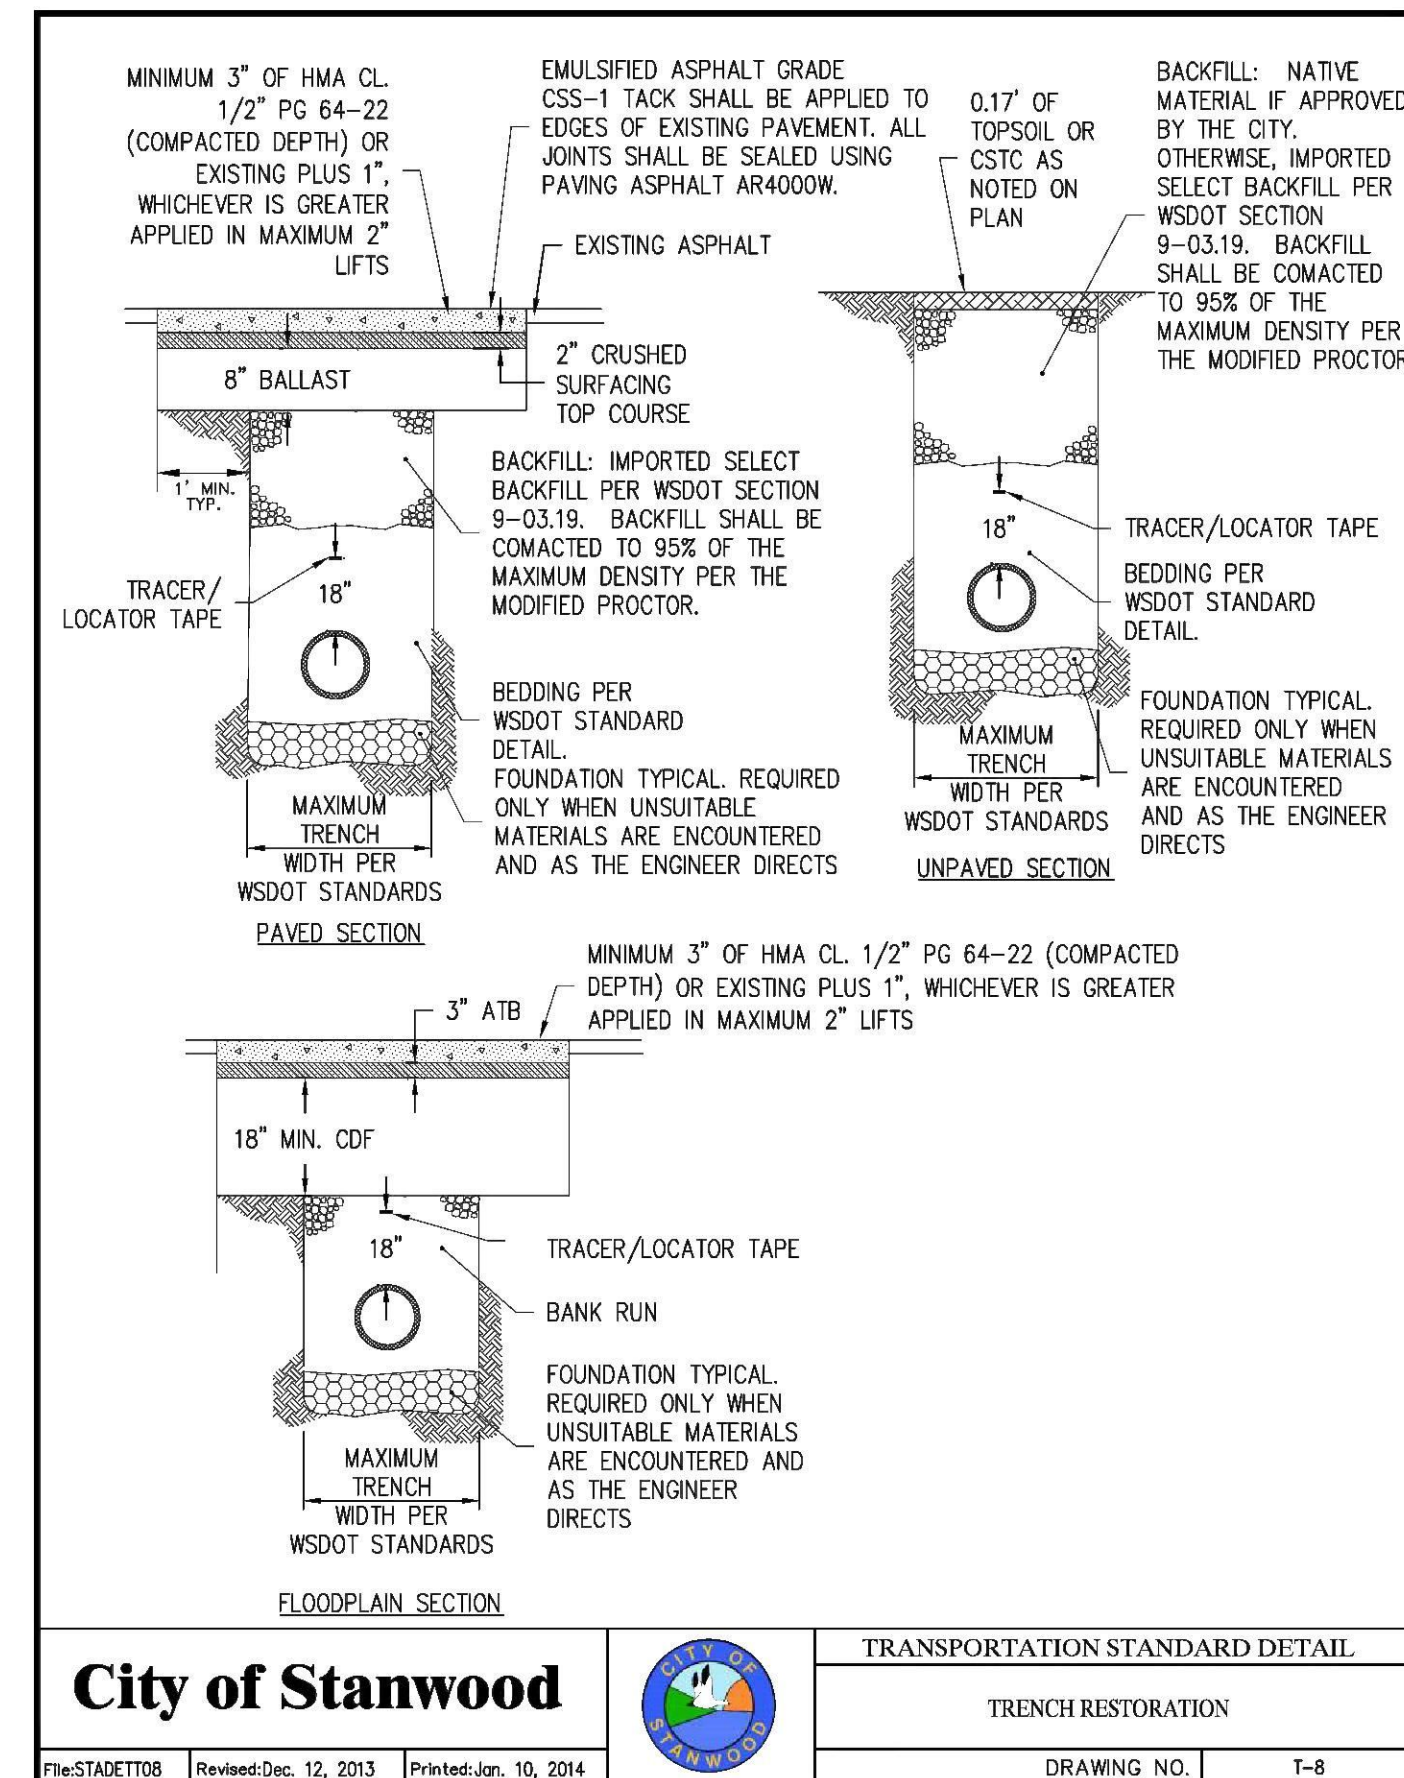 MINIMUM 3" OF HMA CL.
1/2" PG 64-22
(COMPACTED DEPTH) OR
EXISTING PLUS 1",
WHICHEVER IS GREATER
APPLIED IN MAXIMUM 2"
LIFTS
EMULSIFIED ASPHALT GRADE
CSS-1 TACK SHALL BE APPLIED TO
EDGES OF EXISTING PAVEMENT. ALL
JOINTS SHALL BE SEALED USING
PAVING ASPHALT AR4000W.
EXISTING ASPHALT
8" BALLAST
2" CRUSHED
SURFACING
TOP COURSE
1' MIN.
TYP.
BACKFILL: IMPORTED SELECT
BACKFILL PER WSDOT SECTION
9-03.19. BACKFILL SHALL BE
COMACTED TO 95% OF THE
MAXIMUM DENSITY PER THE
MODIFIED PROCTOR.
TRACER/
LOCATOR TAPE
18"
BEDDING PER
WSDOT STANDARD
DETAIL.
FOUNDATION TYPICAL. REQUIRED
ONLY WHEN UNSUITABLE
MATERIALS ARE ENCOUNTERED
AND AS THE ENGINEER DIRECTS
MAXIMUM
TRENCH
WIDTH PER
WSDOT STANDARDS
PAVED SECTION
0.17' OF
TOPSOIL OR
CSTC AS
NOTED ON
PLAN
BACKFILL: NATIVE
MATERIAL IF APPROVED
BY THE CITY.
OTHERWISE, IMPORTED
SELECT BACKFILL PER
WSDOT SECTION
9-03.19. BACKFILL
SHALL BE COMACTED
TO 95% OF THE
MAXIMUM DENSITY PER
THE MODIFIED PROCTOR
18"
TRACER/LOCATOR TAPE
BEDDING PER
WSDOT STANDARD
DETAIL.
FOUNDATION TYPICAL.
REQUIRED ONLY WHEN
UNSUITABLE MATERIALS
ARE ENCOUNTERED
AND AS THE ENGINEER
DIRECTS
MAXIMUM
TRENCH
WIDTH PER
WSDOT STANDARDS
UNPAVED SECTION
MINIMUM 3" OF HMA CL. 1/2" PG 64-22 (COMPACTED
DEPTH) OR EXISTING PLUS 1", WHICHEVER IS GREATER
APPLIED IN MAXIMUM 2" LIFTS
3" ATB
18" MIN. CDF
18"
TRACER/LOCATOR TAPE
BANK RUN
FOUNDATION TYPICAL.
REQUIRED ONLY WHEN
UNSUITABLE MATERIALS
ARE ENCOUNTERED AND
AS THE ENGINEER
DIRECTS
MAXIMUM
TRENCH
WIDTH PER
WSDOT STANDARDS
FLOODPLAIN SECTION
City of Stanwood
CITY OF
STANWOOD
TRANSPORTATION STANDARD DETAIL
TRENCH RESTORATION
File:STADETT08
Revised:Dec. 12, 2013
Printed:Jan. 10, 2014
DRAWING NO.
T-8